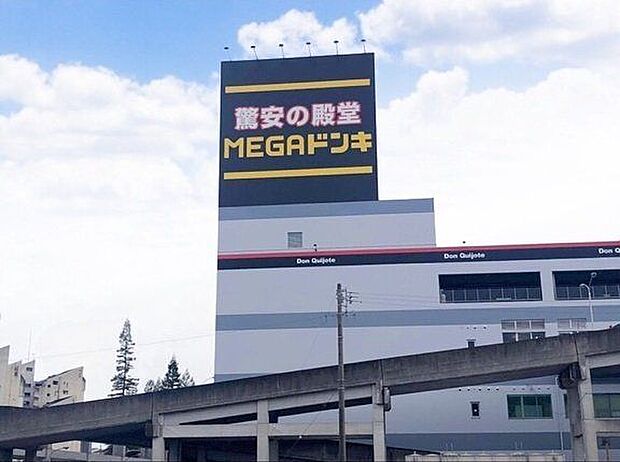 驚安の殿堂
MEGAドンキ
Don Quijote
Don Quijote
Don Quijote